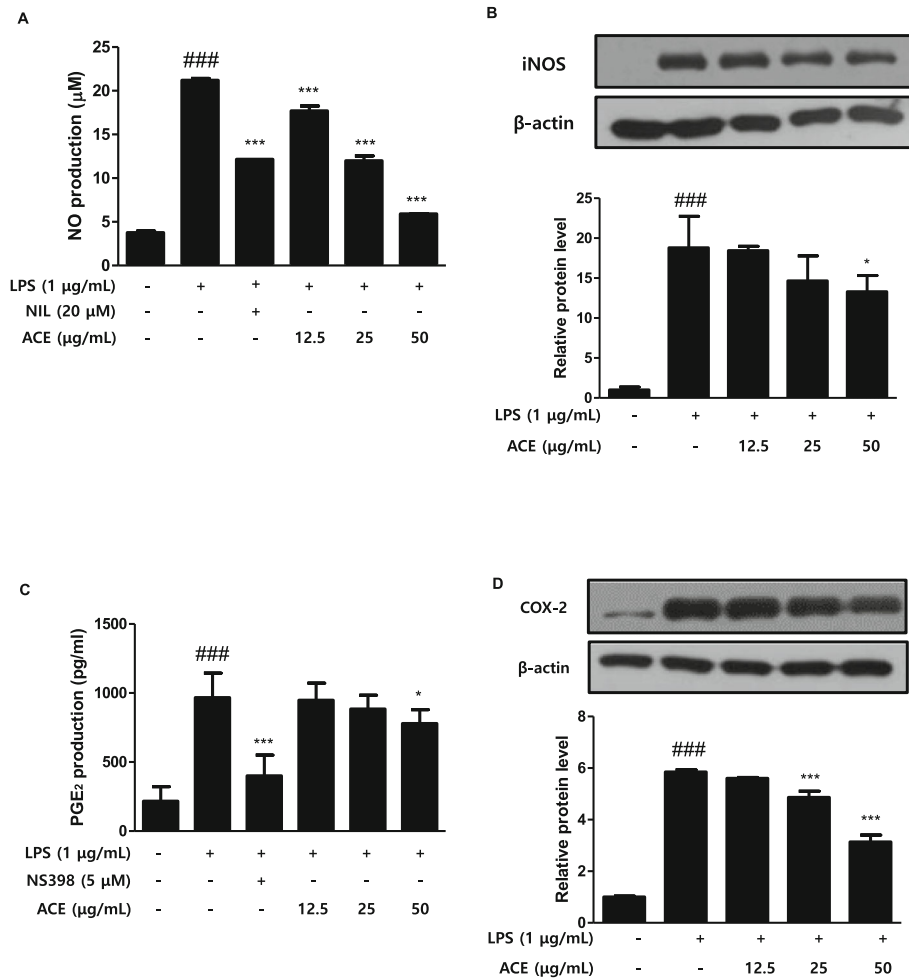 A
NO production (μM)
25
20
15
10
5
0
###
***
***
***
***
LPS (1 μg/mL) - + + + + +
NIL (20 μM) - - + - - -
ACE (μg/mL) - - - 12.5 25 50
B
iNOS
β-actin
Relative protein level
25
20
15
10
5
0
###
*
LPS (1 μg/mL) - + + + +
ACE (μg/mL) - - 12.5 25 50
C
PGE2 production (pg/ml)
1500
1000
500
0
###
***
*
LPS (1 μg/mL) - + + + + +
NS398 (5 μM) - - + - - -
ACE (μg/mL) - - - 12.5 25 50
D
COX-2
β-actin
Relative protein level
8
6
4
2
0
###
***
***
LPS (1 μg/mL) - + + + +
ACE (μg/mL) - - 12.5 25 50